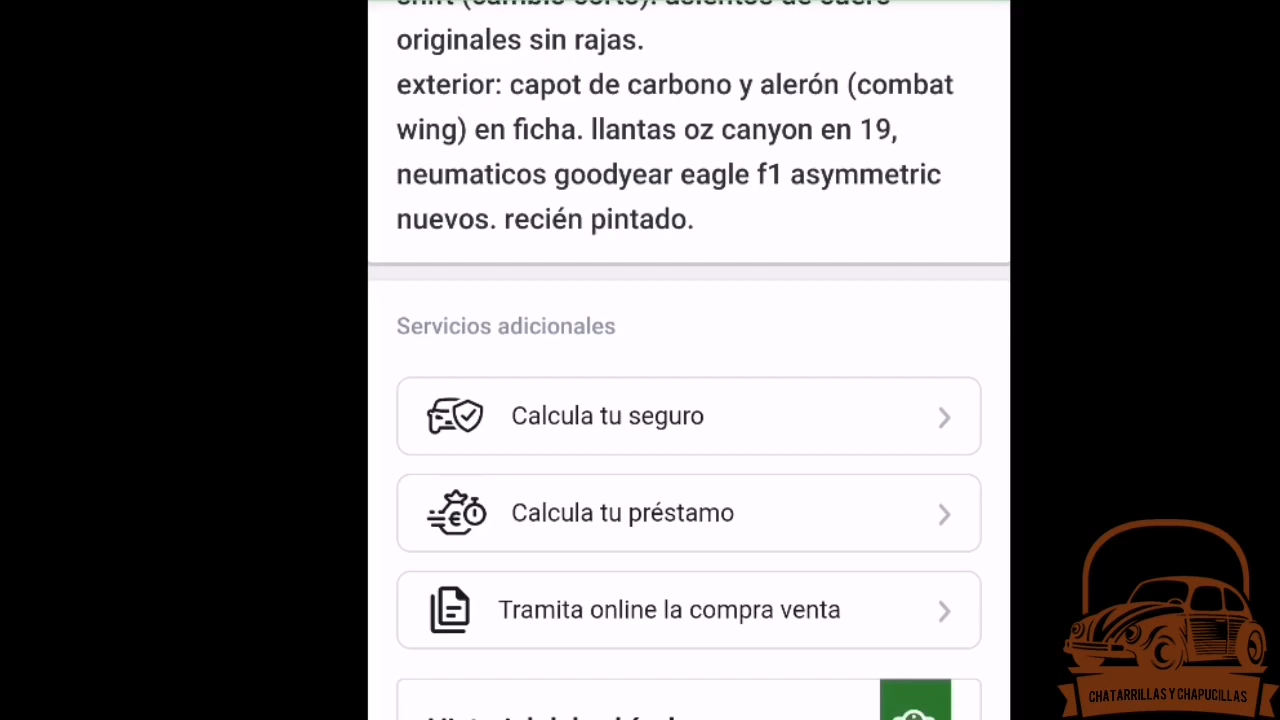 originales sin rajas.
exterior: capot de carbono y alerón (combat
wing) en ficha. llantas oz canyon en 19,
neumaticos goodyear eagle f1 asymmetric
nuevos. recién pintado.
Servicios adicionales
Calcula tu seguro
Calcula tu préstamo
Tramita online la compra venta
CHATARRILLAS Y CHAPUCILLAS